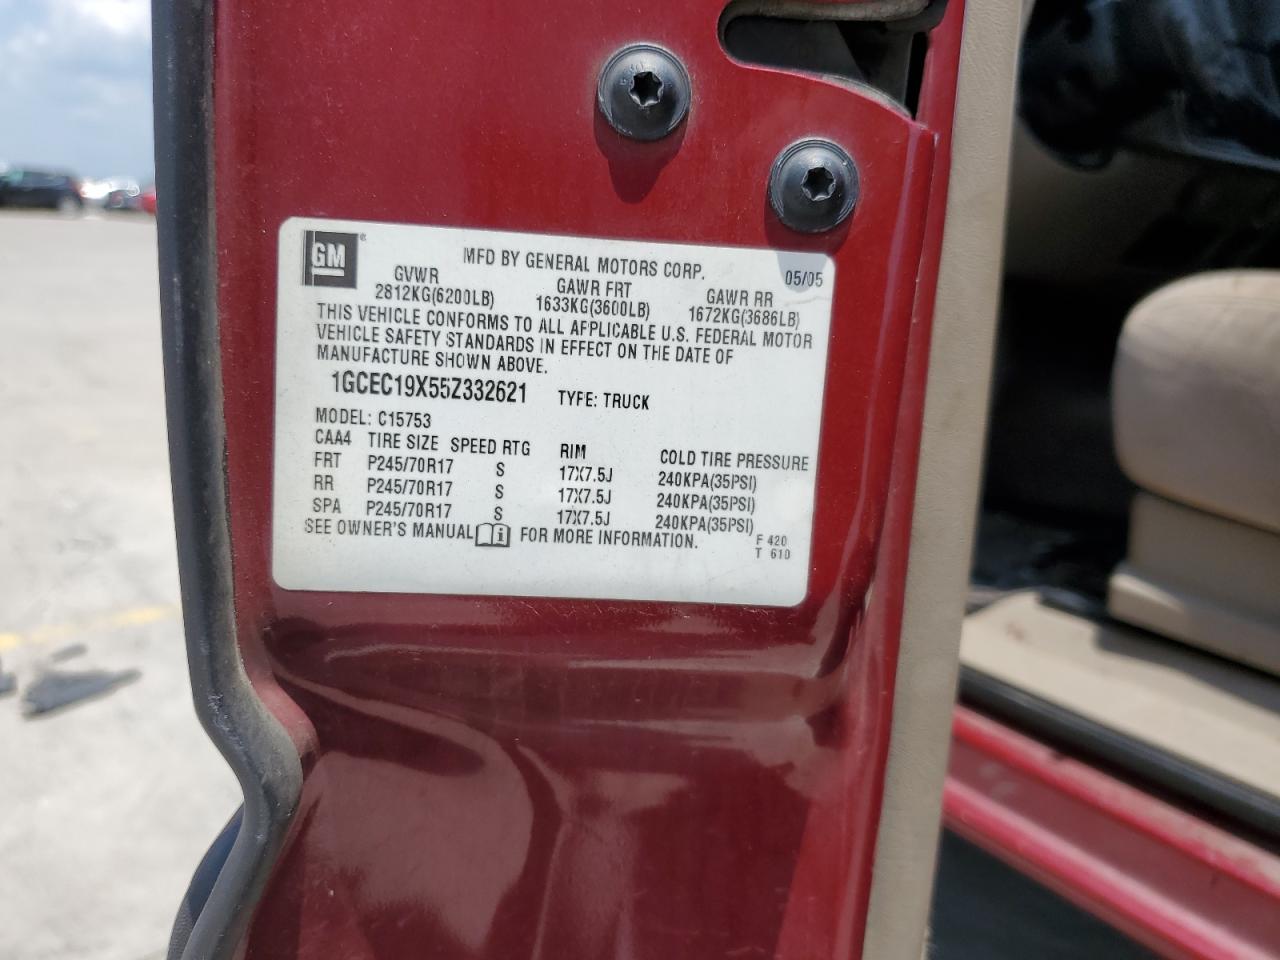 GM ® MFD BY GENERAL MOTORS CORP. 05/05
GVWR GAWR FRT GAWR RR
2812KG(6200LB) 1633KG(3600LB) 1672KG(3686LB)
THIS VEHICLE CONFORMS TO ALL APPLICABLE U.S. FEDERAL MOTOR
VEHICLE SAFETY STANDARDS IN EFFECT ON THE DATE OF
MANUFACTURE SHOWN ABOVE.
1GCEC19X55Z332621 TYPE: TRUCK
MODEL: C15753
CAA4 TIRE SIZE SPEED RTG RIM COLD TIRE PRESSURE
FRT P245/70R17 S 17X7.5J 240KPA(35PSI)
RR P245/70R17 S 17X7.5J 240KPA(35PSI)
SPA P245/70R17 S 17X7.5J 240KPA(35PSI)
SEE OWNER'S MANUAL i FOR MORE INFORMATION. F 420
T 610